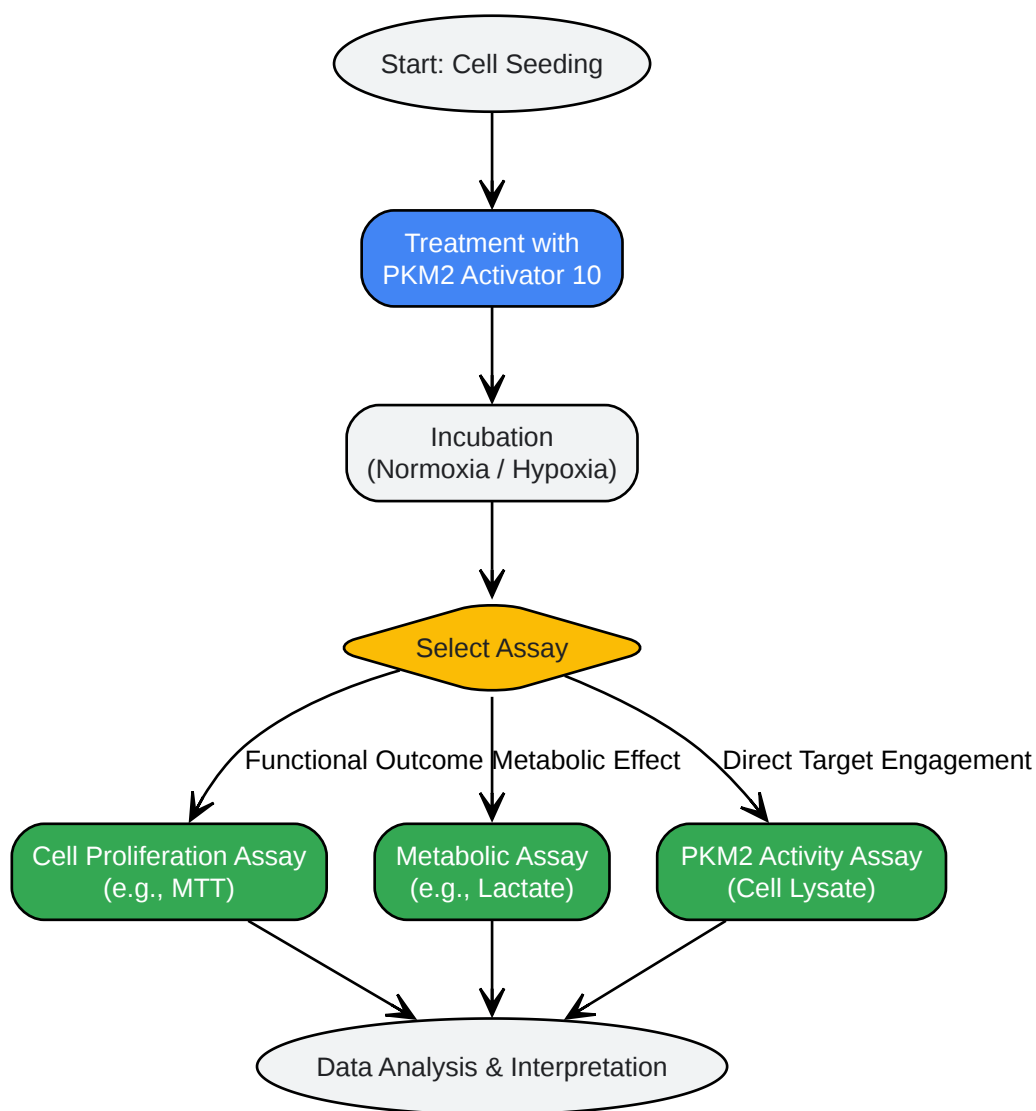 Start: Cell Seeding
Treatment with
PKM2 Activator 10
Incubation
(Normoxia / Hypoxia)
Select Assay
Functional Outcome
Metabolic Effect
Direct Target Engagement
Cell Proliferation Assay
(e.g., MTT)
Metabolic Assay
(e.g., Lactate)
PKM2 Activity Assay
(Cell Lysate)
Data Analysis & Interpretation